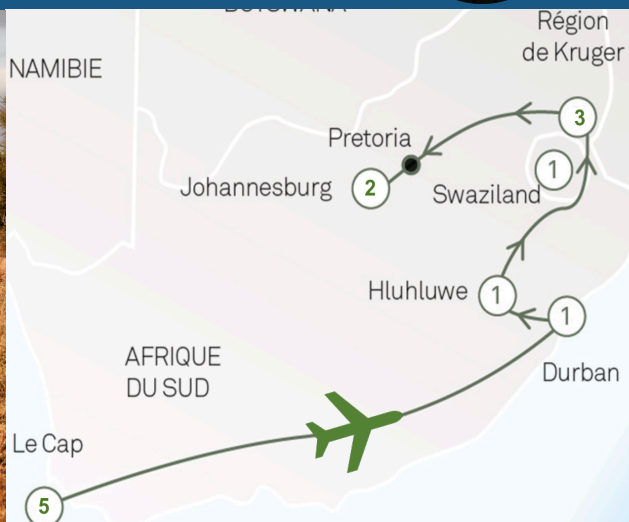 BOTSWANA
Région
de Kruger
NAMIBIE
3
Pretoria
1
Johannesburg
2
Swaziland
Hluhluwe
1
1
AFRIQUE
DU SUD
Durban
Le Cap
5